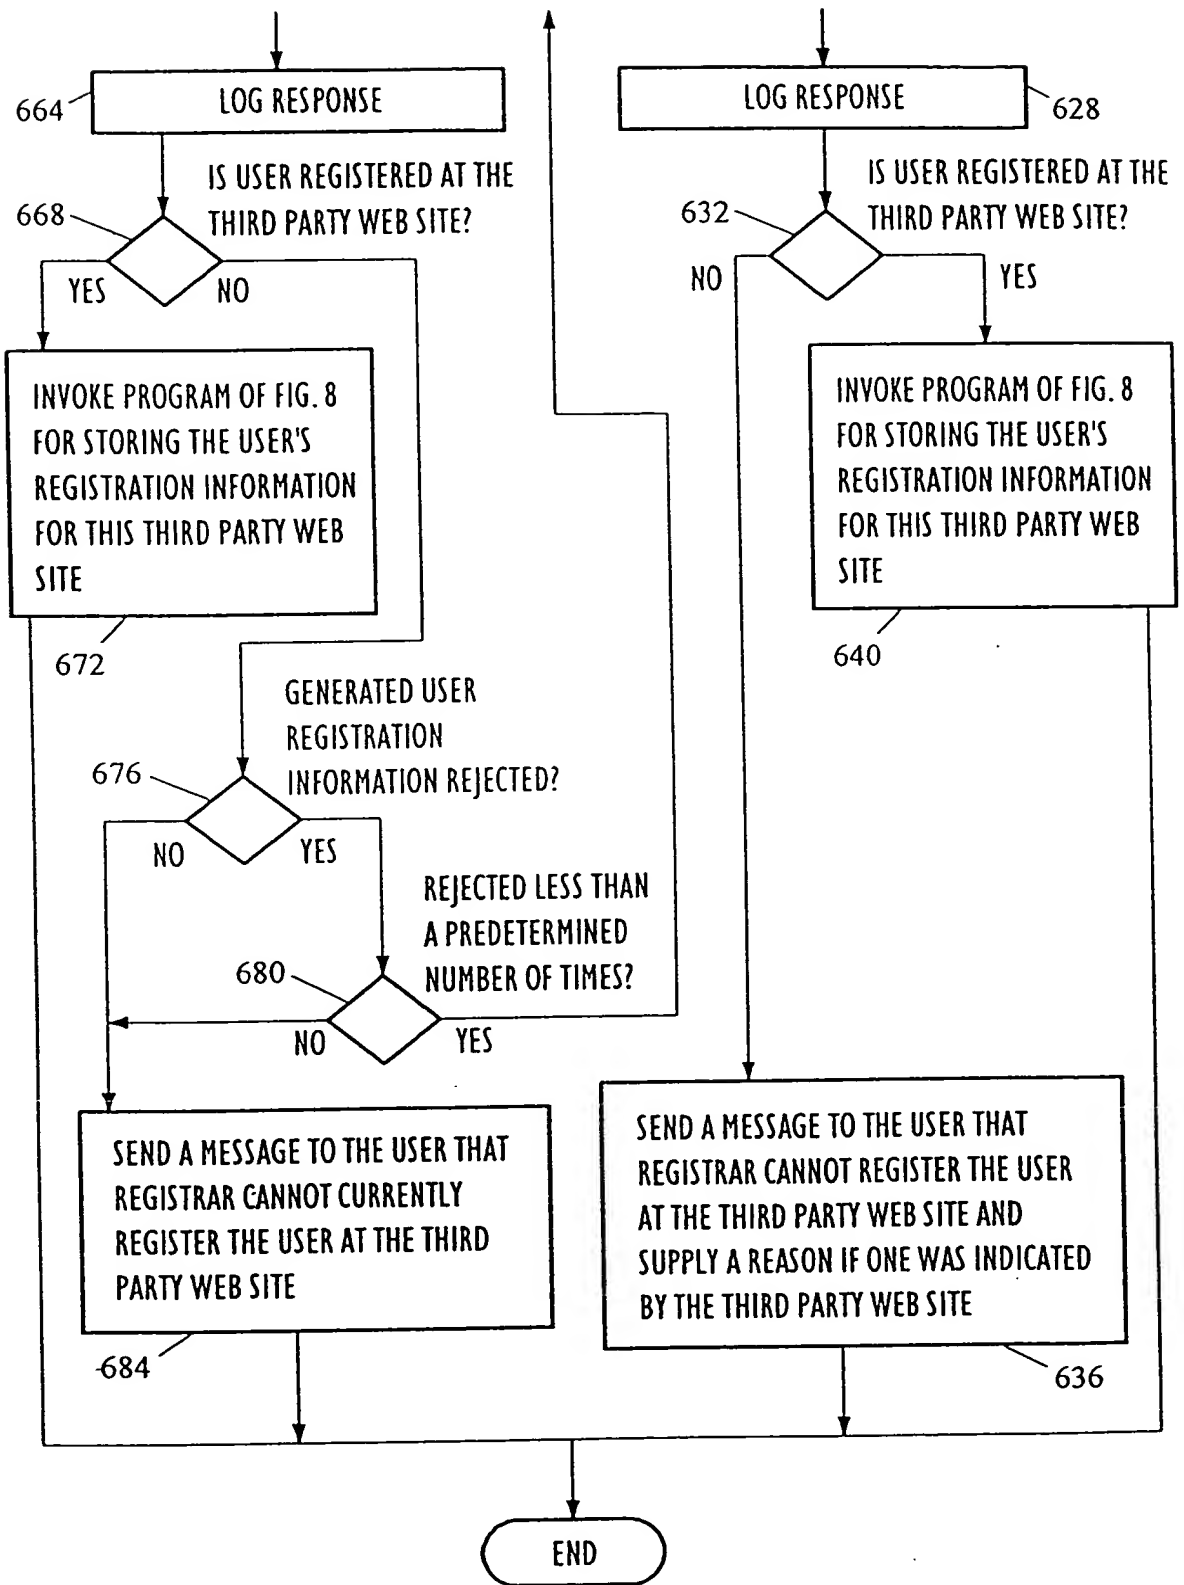 LOG RESPONSE
664
IS USER REGISTERED AT THE
THIRD PARTY WEB SITE?
668
YES
NO
INVOKE PROGRAM OF FIG. 8
FOR STORING THE USER'S
REGISTRATION INFORMATION
FOR THIS THIRD PARTY WEB
SITE
672
GENERATED USER
REGISTRATION
INFORMATION REJECTED?
676
NO
YES
REJECTED LESS THAN
A PREDETERMINED
NUMBER OF TIMES?
680
NO
YES
SEND A MESSAGE TO THE USER THAT
REGISTRAR CANNOT CURRENTLY
REGISTER THE USER AT THE THIRD
PARTY WEB SITE
684
LOG RESPONSE
628
IS USER REGISTERED AT THE
THIRD PARTY WEB SITE?
632
NO
YES
INVOKE PROGRAM OF FIG. 8
FOR STORING THE USER'S
REGISTRATION INFORMATION
FOR THIS THIRD PARTY WEB
SITE
640
SEND A MESSAGE TO THE USER THAT
REGISTRAR CANNOT REGISTER THE USER
AT THE THIRD PARTY WEB SITE AND
SUPPLY A REASON IF ONE WAS INDICATED
BY THE THIRD PARTY WEB SITE
636
END